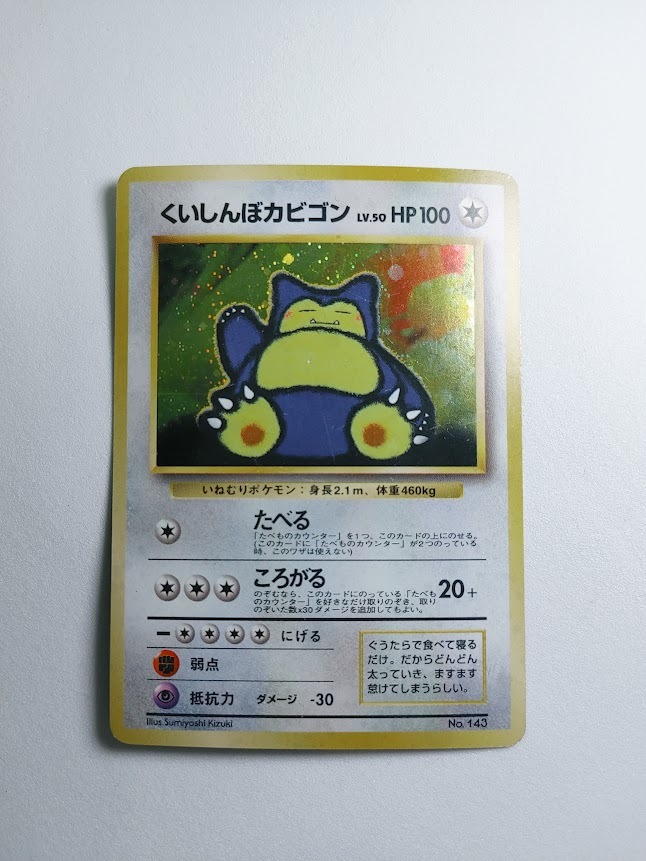 くいしんぼカビゴン LV.50 HP100
いねむりポケモン：身長2.1m、体重460kg
たべる
「たべものカウンター」を1つ、このカードの上にのせる。
(このカードに「たべものカウンター」が2つのっている
時、このワザは使えない)
ころがる 20+
のぞむなら、このカードにのっている「たべも
のカウンター」を好きなだけ取りのぞき、取り
のぞいた数x30ダメージを追加してもよい。
ー にげる
弱点
抵抗力 ダメージ -30
ぐうたらで食べて寝る
だけ。だからどんどん
太っていき、ますます
怠けてしまうらしい。
Illus. Sumiyoshi Kizuki No. 143